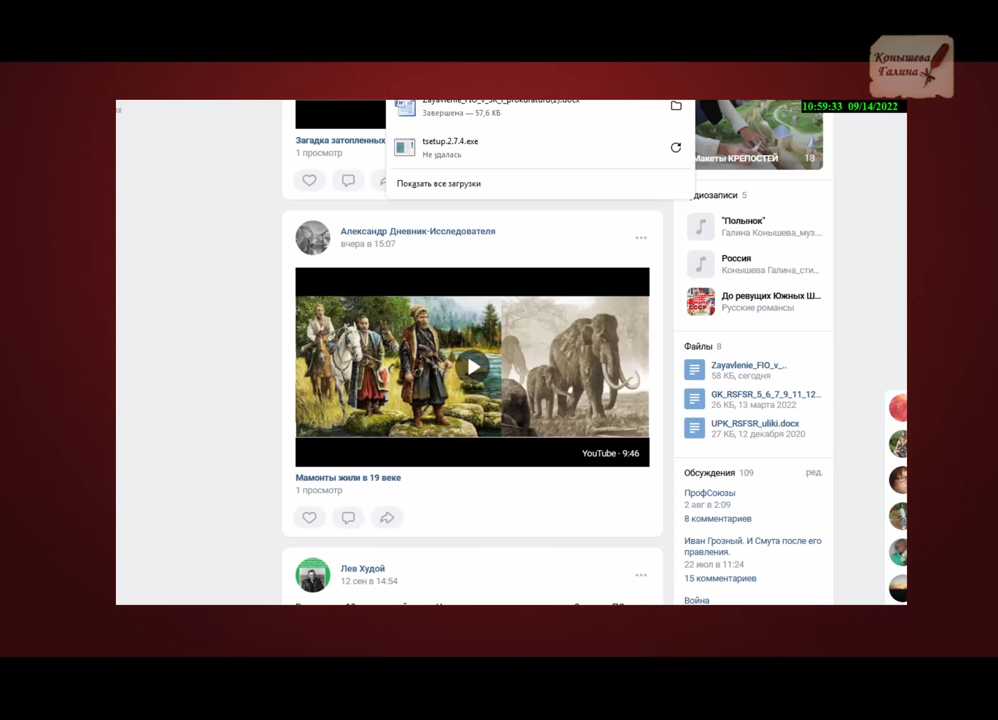 Конышева
Галина
10:59:33 09/14/2022
Zayavlenie_FIO_v_SK_i_prokuraturu(1).docx
Завершена — 57,6 КБ
tsetup.2.7.4.exe
Не удалась
Показать все загрузки
Загадка затопленных
1 просмотр
Александр Дневник-Исследователя
вчера в 15:07
YouTube · 9:46
Мамонты жили в 19 веке
1 просмотр
Лев Худой
12 сен в 14:54
Макеты КРЕПОСТЕЙ 18
диозаписи 5
"Полынок"
Галина Конышева_муз....
Россия
Конышева Галина_сти...
До ревущих Южных Ш...
Русские романсы
Файлы 8
Zayavlenie_FIO_v_..
58 КБ, сегодня
GK_RSFSR_5_6_7_9_11_12...
26 КБ, 13 марта 2022
UPK_RSFSR_uliki.docx
27 КБ, 12 декабря 2020
Обсуждения 109 ред.
ПрофСоюзы
2 авг в 2:09
8 комментариев
Иван Грозный. И Смута после его
правления.
22 июл в 11:24
15 комментариев
Война